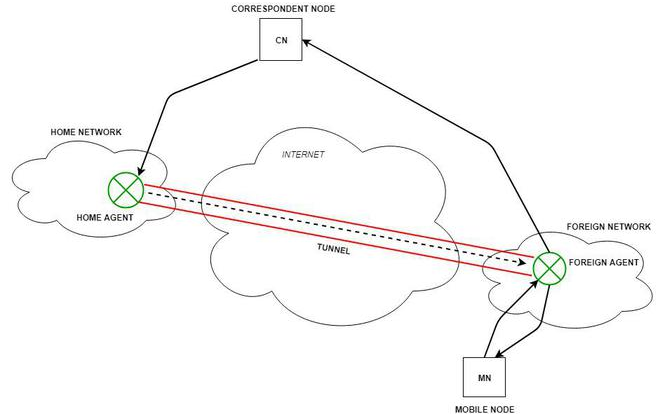 CORRESPONDENT NODE
CN
HOME NETWORK
INTERNET
HOME AGENT
FOREIGN NETWORK
TUNNEL
FOREIGN AGENT
MN
MOBILE NODE